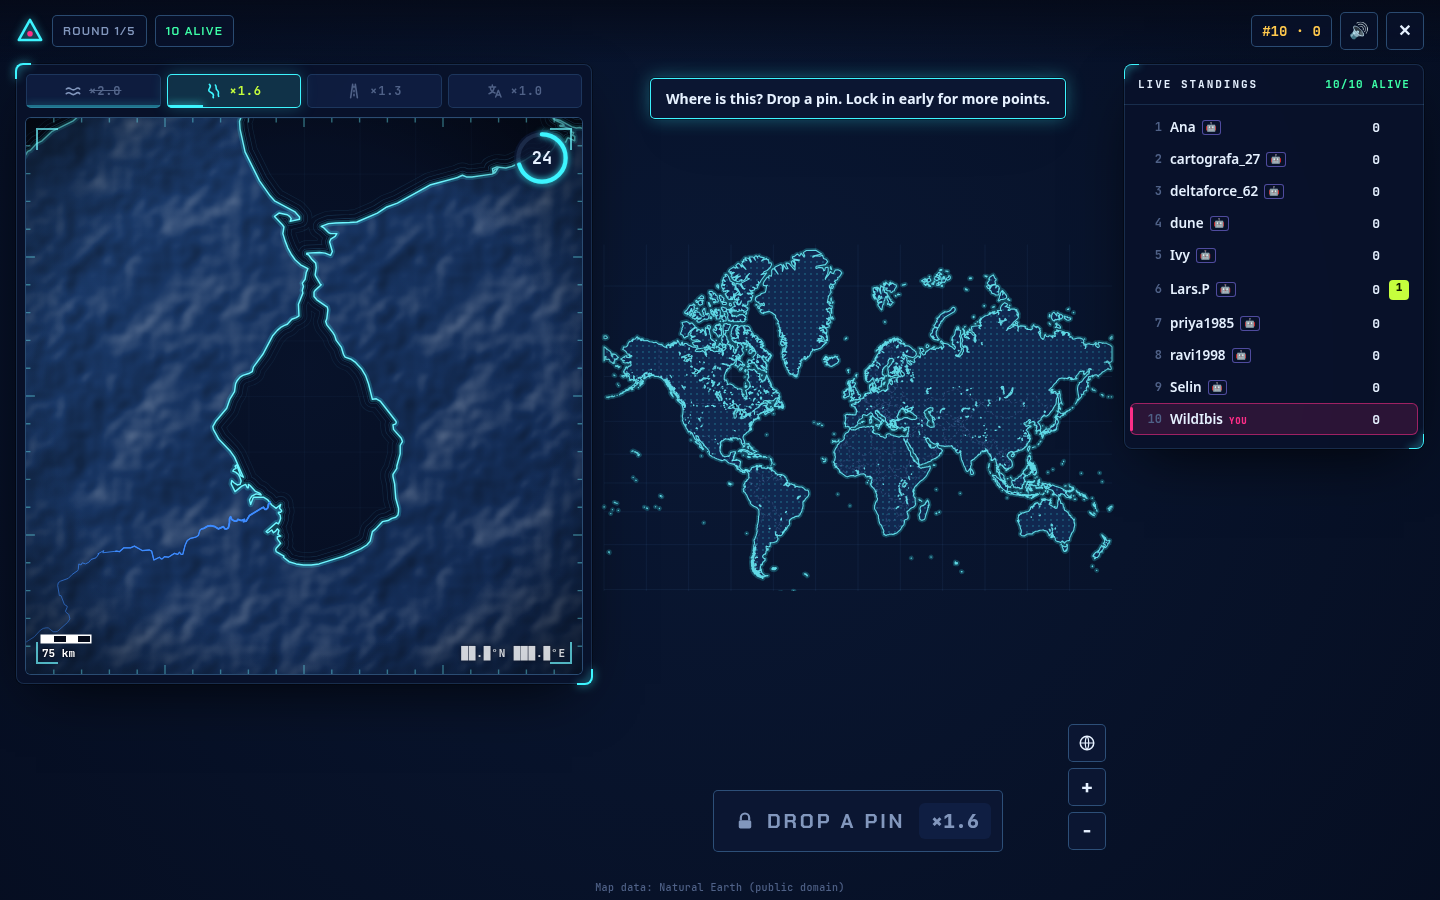 ROUND 1/5
10 ALIVE
#10 · 0
×2.0
×1.6
×1.3
×1.0
24
75 km
°N °E
Where is this? Drop a pin. Lock in early for more points.
DROP A PIN ×1.6
+
-
LIVE STANDINGS 10/10 ALIVE
1 Ana 0
2 cartografa_27 0
3 deltaforce_62 0
4 dune 0
5 Ivy 0
6 Lars.P 0 1
7 priya1985 0
8 ravi1998 0
9 Selin 0
10 WildIbis YOU 0
Map data: Natural Earth (public domain)